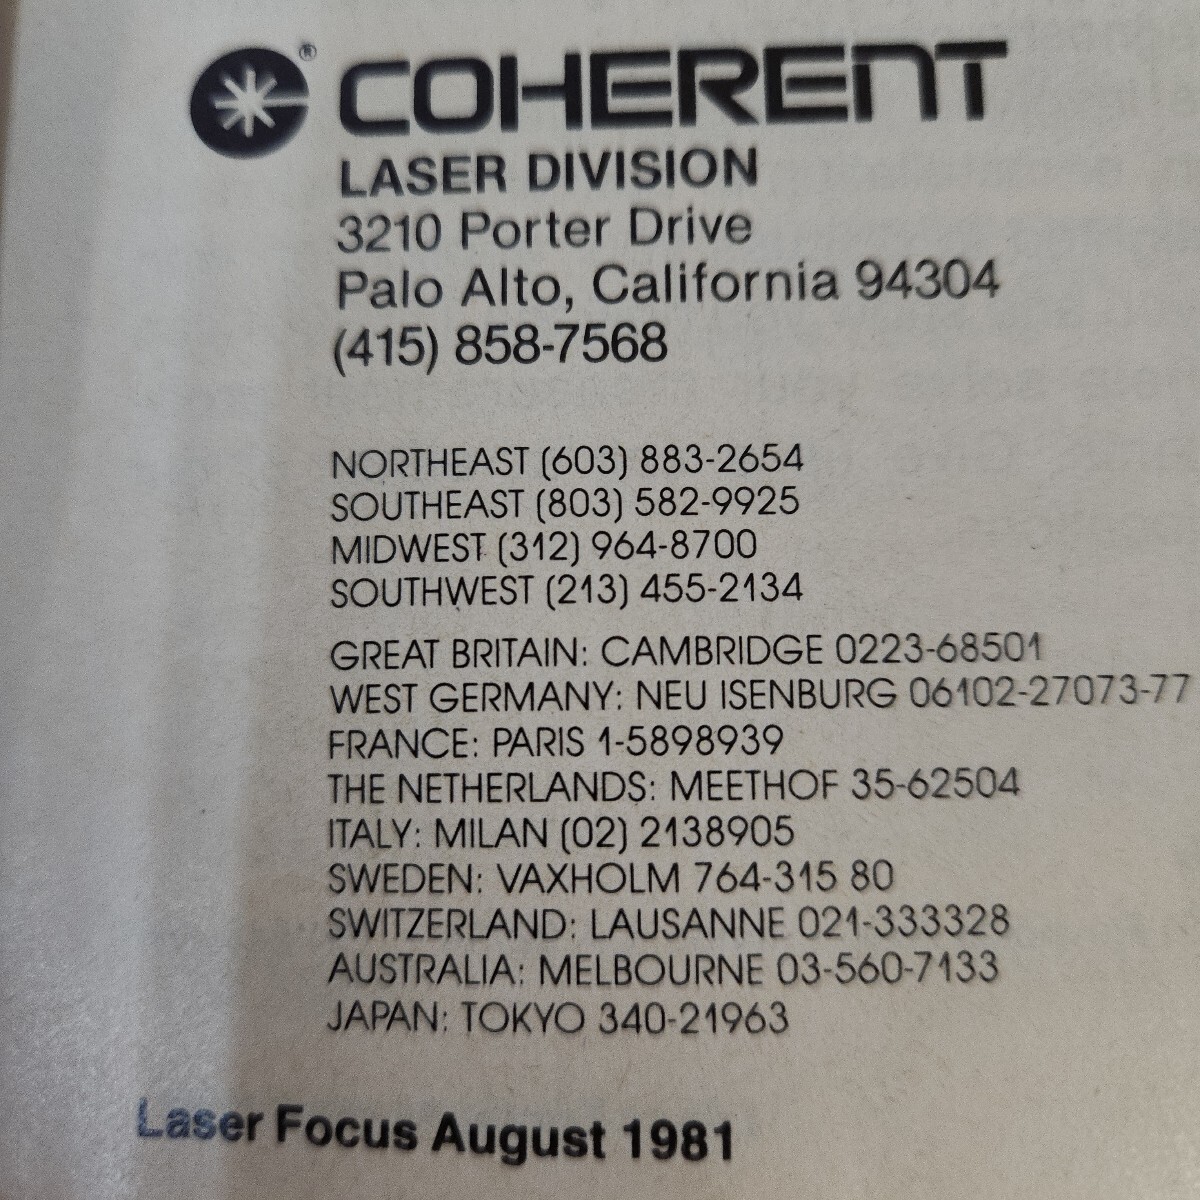 ® COHERENT
LASER DIVISION
3210 Porter Drive
Palo Alto, California 94304
(415) 858-7568
NORTHEAST (603) 883-2654
SOUTHEAST (803) 582-9925
MIDWEST (312) 964-8700
SOUTHWEST (213) 455-2134
GREAT BRITAIN: CAMBRIDGE 0223-68501
WEST GERMANY: NEU ISENBURG 06102-27073-77
FRANCE: PARIS 1-5898939
THE NETHERLANDS: MEETHOF 35-62504
ITALY: MILAN (02) 2138905
SWEDEN: VAXHOLM 764-315 80
SWITZERLAND: LAUSANNE 021-333328
AUSTRALIA: MELBOURNE 03-560-7133
JAPAN: TOKYO 340-21963
Laser Focus August 1981